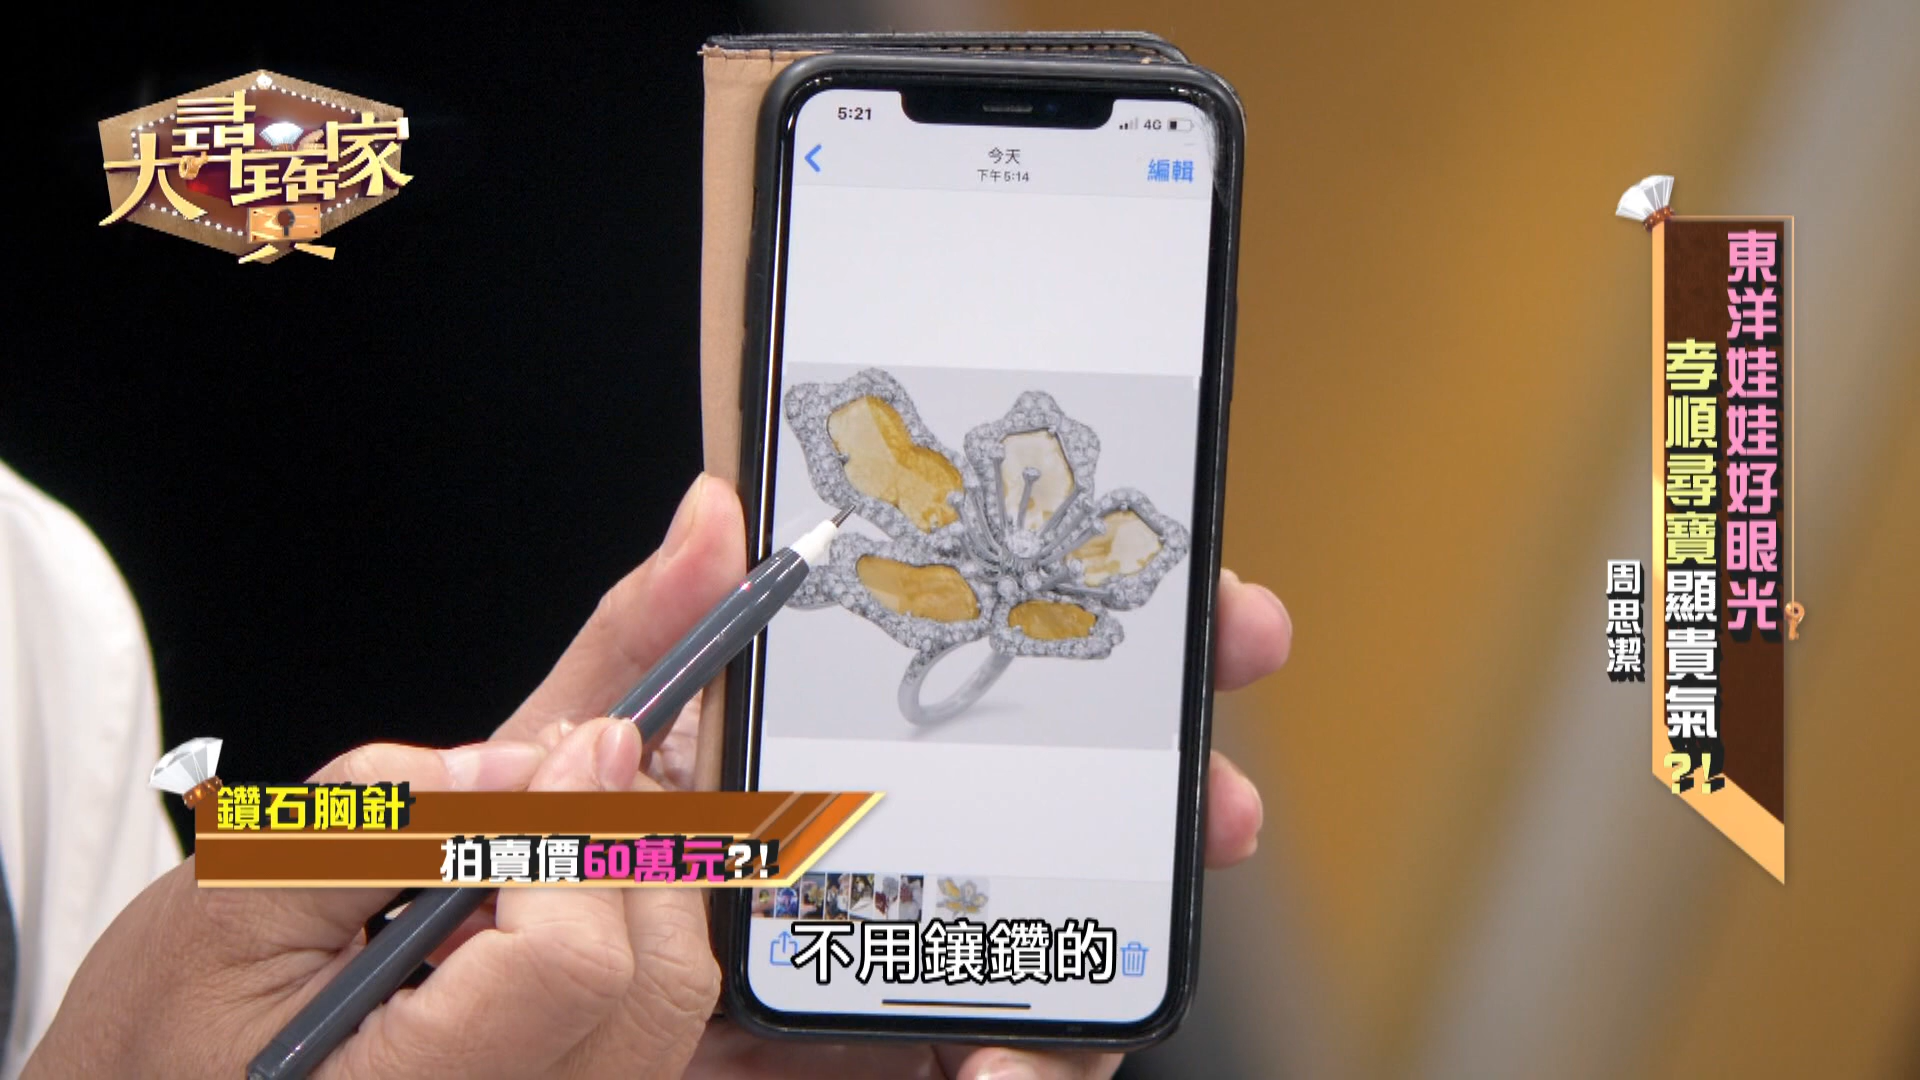 大尋寶家
5:21
4G
今天
下午5:14
編輯
東洋娃娃好眼光
孝順尋寶顯貴氣?!
周思潔
鑽石胸針
拍賣價60萬元?!
不用鑲鑽的